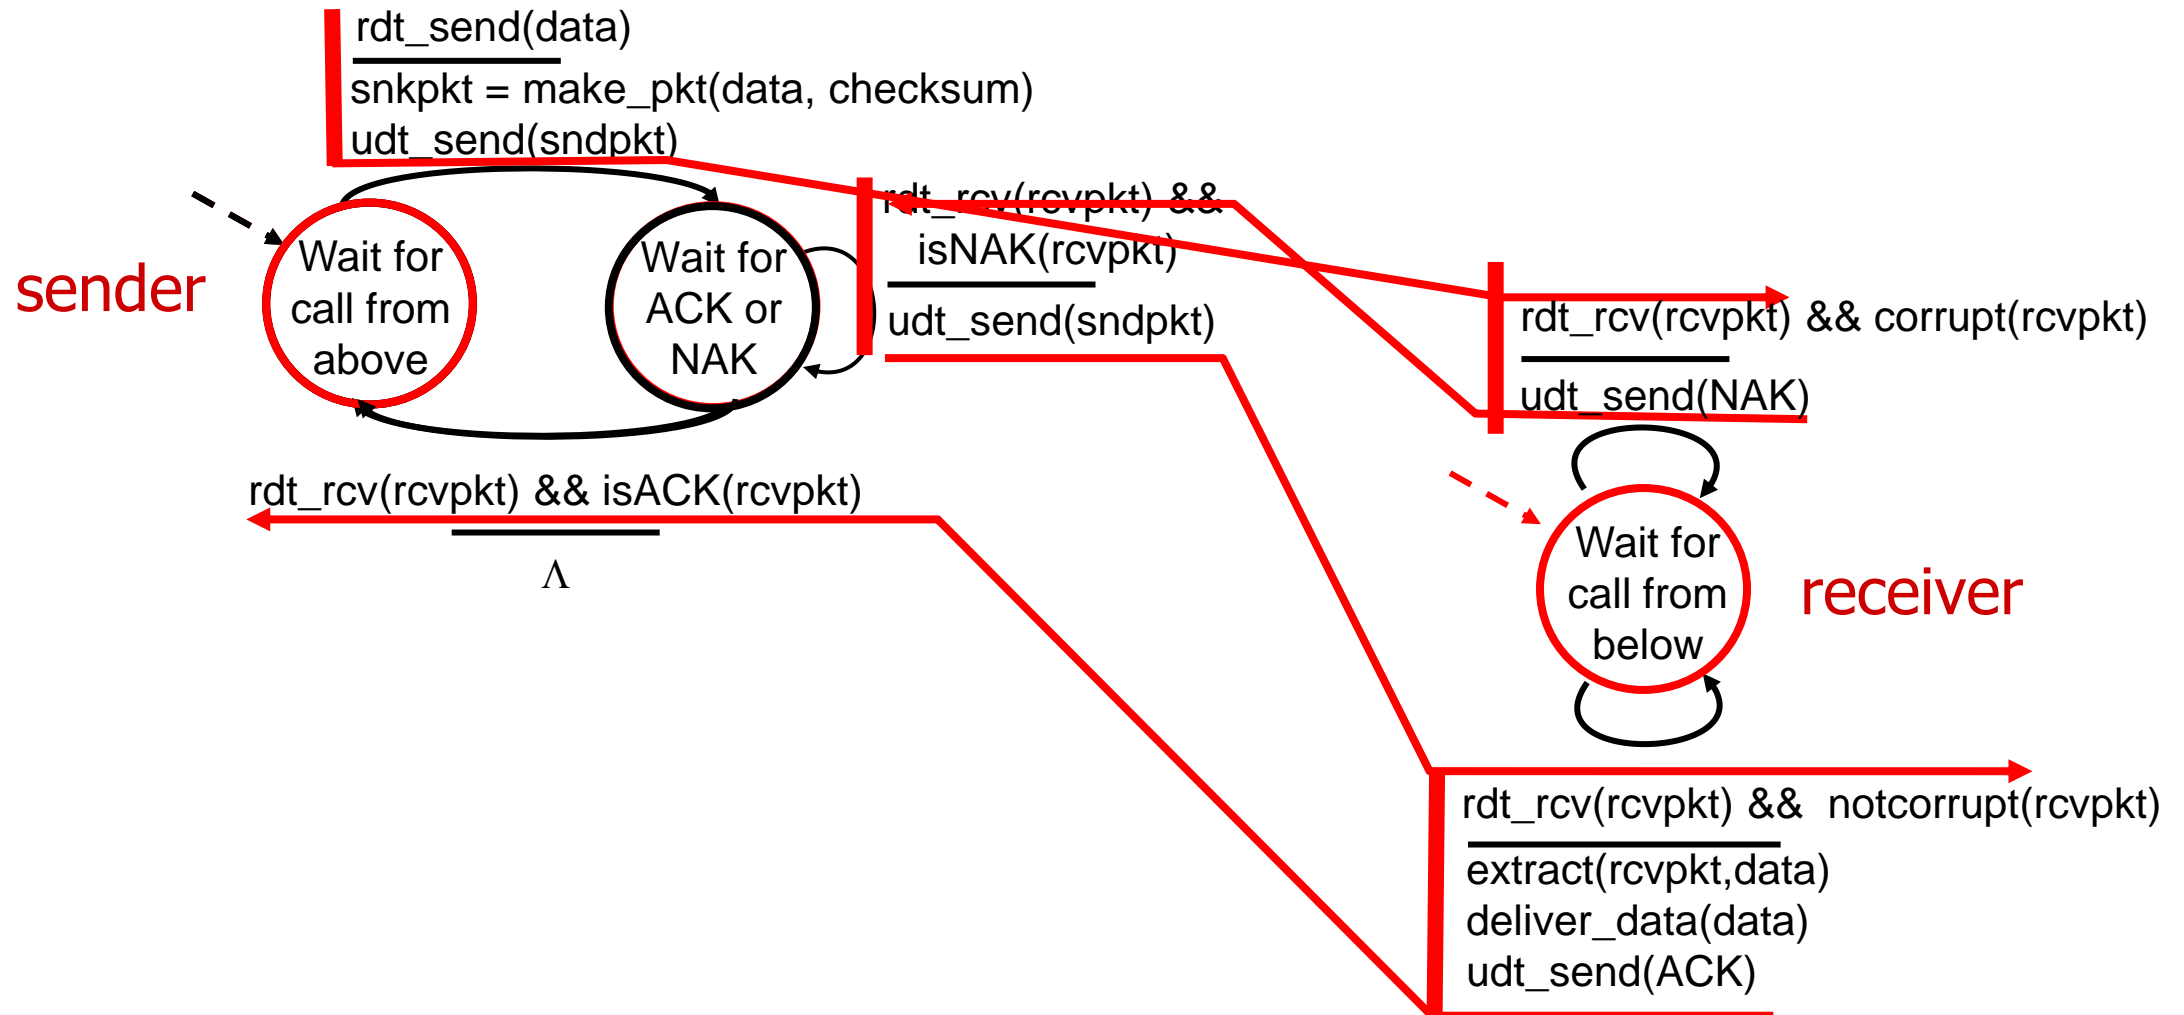 rdt_send(data)
snkpkt = make_pkt(data, checksum)
udt_send(sndpkt)
rdt_rcv(rcvpkt) &&
isNAK(rcvpkt)
udt_send(sndpkt)
sender
Wait for
call from
above
Wait for
ACK or
NAK
rdt_rcv(rcvpkt) && corrupt(rcvpkt)
udt_send(NAK)
rdt_rcv(rcvpkt) && isACK(rcvpkt)
Λ
Wait for
call from
below
receiver
rdt_rcv(rcvpkt) && notcorrupt(rcvpkt)
extract(rcvpkt,data)
deliver_data(data)
udt_send(ACK)